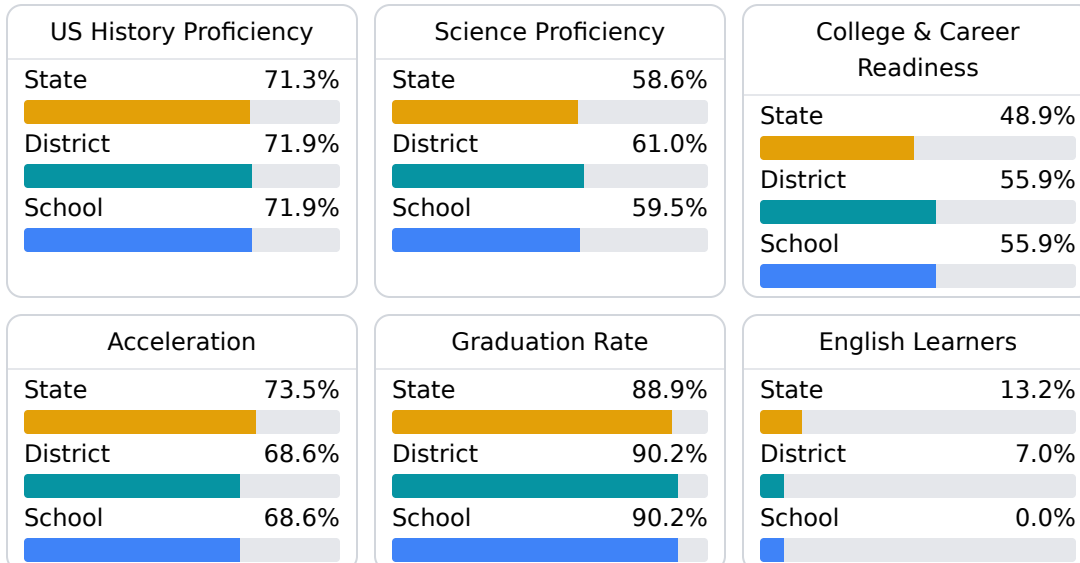 US History Proficiency
State 71.3%
District 71.9%
School 71.9%
Science Proficiency
State 58.6%
District 61.0%
School 59.5%
College & Career
Readiness
State 48.9%
District 55.9%
School 55.9%
Acceleration
State 73.5%
District 68.6%
School 68.6%
Graduation Rate
State 88.9%
District 90.2%
School 90.2%
English Learners
State 13.2%
District 7.0%
School 0.0%